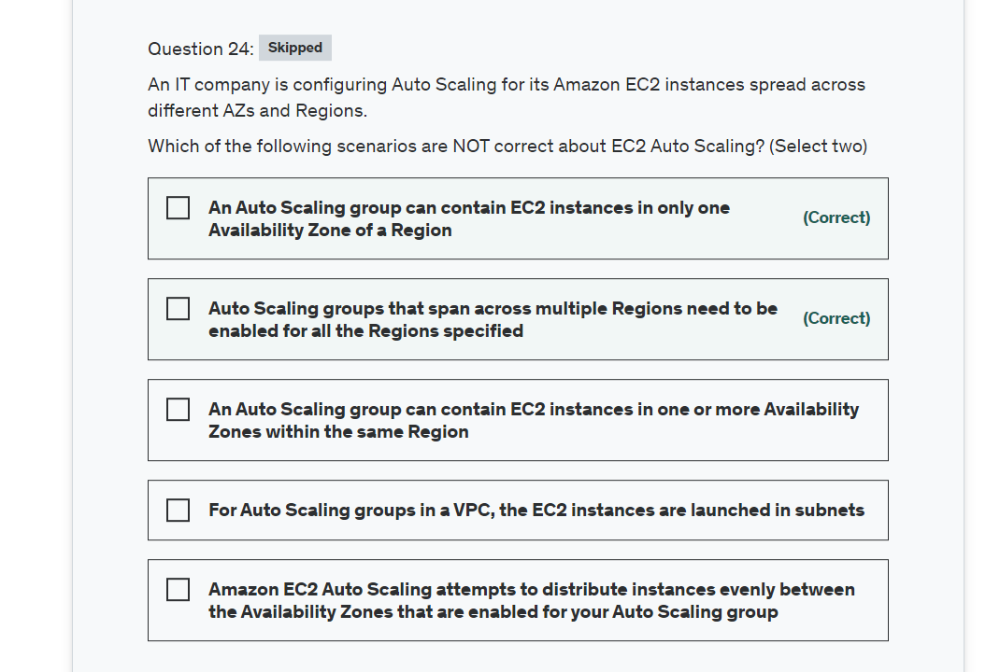 Question 24: Skipped
An IT company is configuring Auto Scaling for its Amazon EC2 instances spread across
different AZs and Regions.
Which of the following scenarios are NOT correct about EC2 Auto Scaling? (Select two)
An Auto Scaling group can contain EC2 instances in only one
Availability Zone of a Region
(Correct)
Auto Scaling groups that span across multiple Regions need to be
enabled for all the Regions specified
(Correct)
An Auto Scaling group can contain EC2 instances in one or more Availability
Zones within the same Region
For Auto Scaling groups in a VPC, the EC2 instances are launched in subnets
Amazon EC2 Auto Scaling attempts to distribute instances evenly between
the Availability Zones that are enabled for your Auto Scaling group